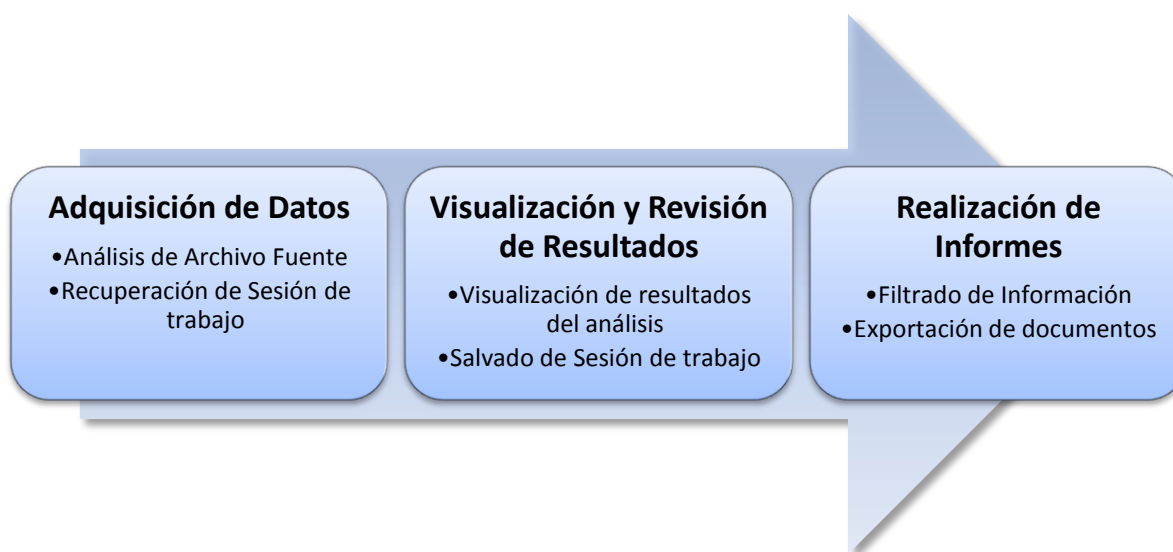 Adquisición de Datos
•Análisis de Archivo Fuente
•Recuperación de Sesión de
trabajo
Visualización y Revisión
de Resultados
•Visualización de resultados
del análisis
•Salvado de Sesión de trabajo
Realización de
Informes
•Filtrado de Información
•Exportación de documentos